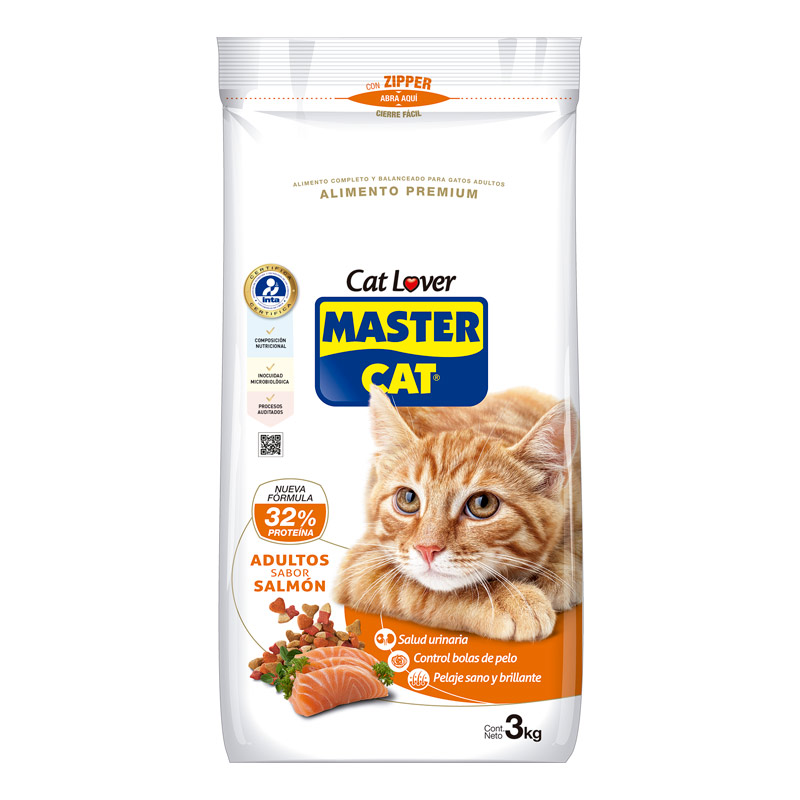 CON ZIPPER
ABRA AQUÍ
CIERRE FÁCIL
ALIMENTO COMPLETO Y BALANCEADO PARA GATOS ADULTOS
ALIMENTO PREMIUM
Cat Lover
MASTER
CAT®
CERTIFICA
inta
CERTIFICA
COMPOSICIÓN
NUTRICIONAL
INOCUIDAD
MICROBIOLÓGICA
PROCESOS
AUDITADOS
NUEVA
FÓRMULA
32%
PROTEÍNA
ADULTOS
SABOR
SALMÓN
Salud urinaria
Control bolas de pelo
Pelaje sano y brillante
Cont.
Neto 3kg